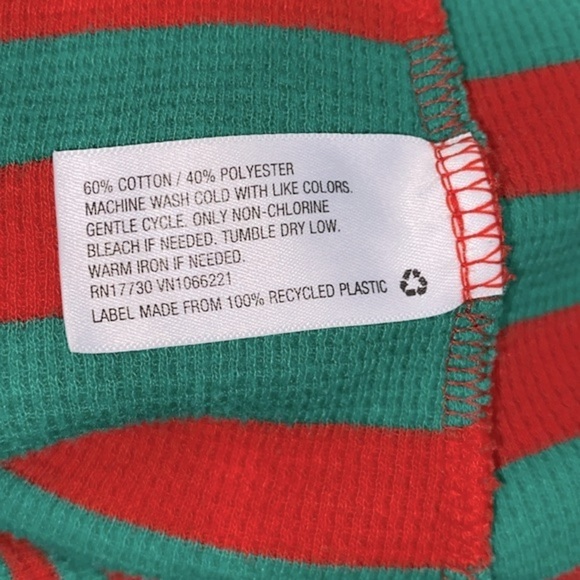 60% COTTON / 40% POLYESTER
MACHINE WASH COLD WITH LIKE COLORS.
GENTLE CYCLE. ONLY NON-CHLORINE
BLEACH IF NEEDED. TUMBLE DRY LOW.
WARM IRON IF NEEDED.
RN17730 VN1066221
LABEL MADE FROM 100% RECYCLED PLASTIC